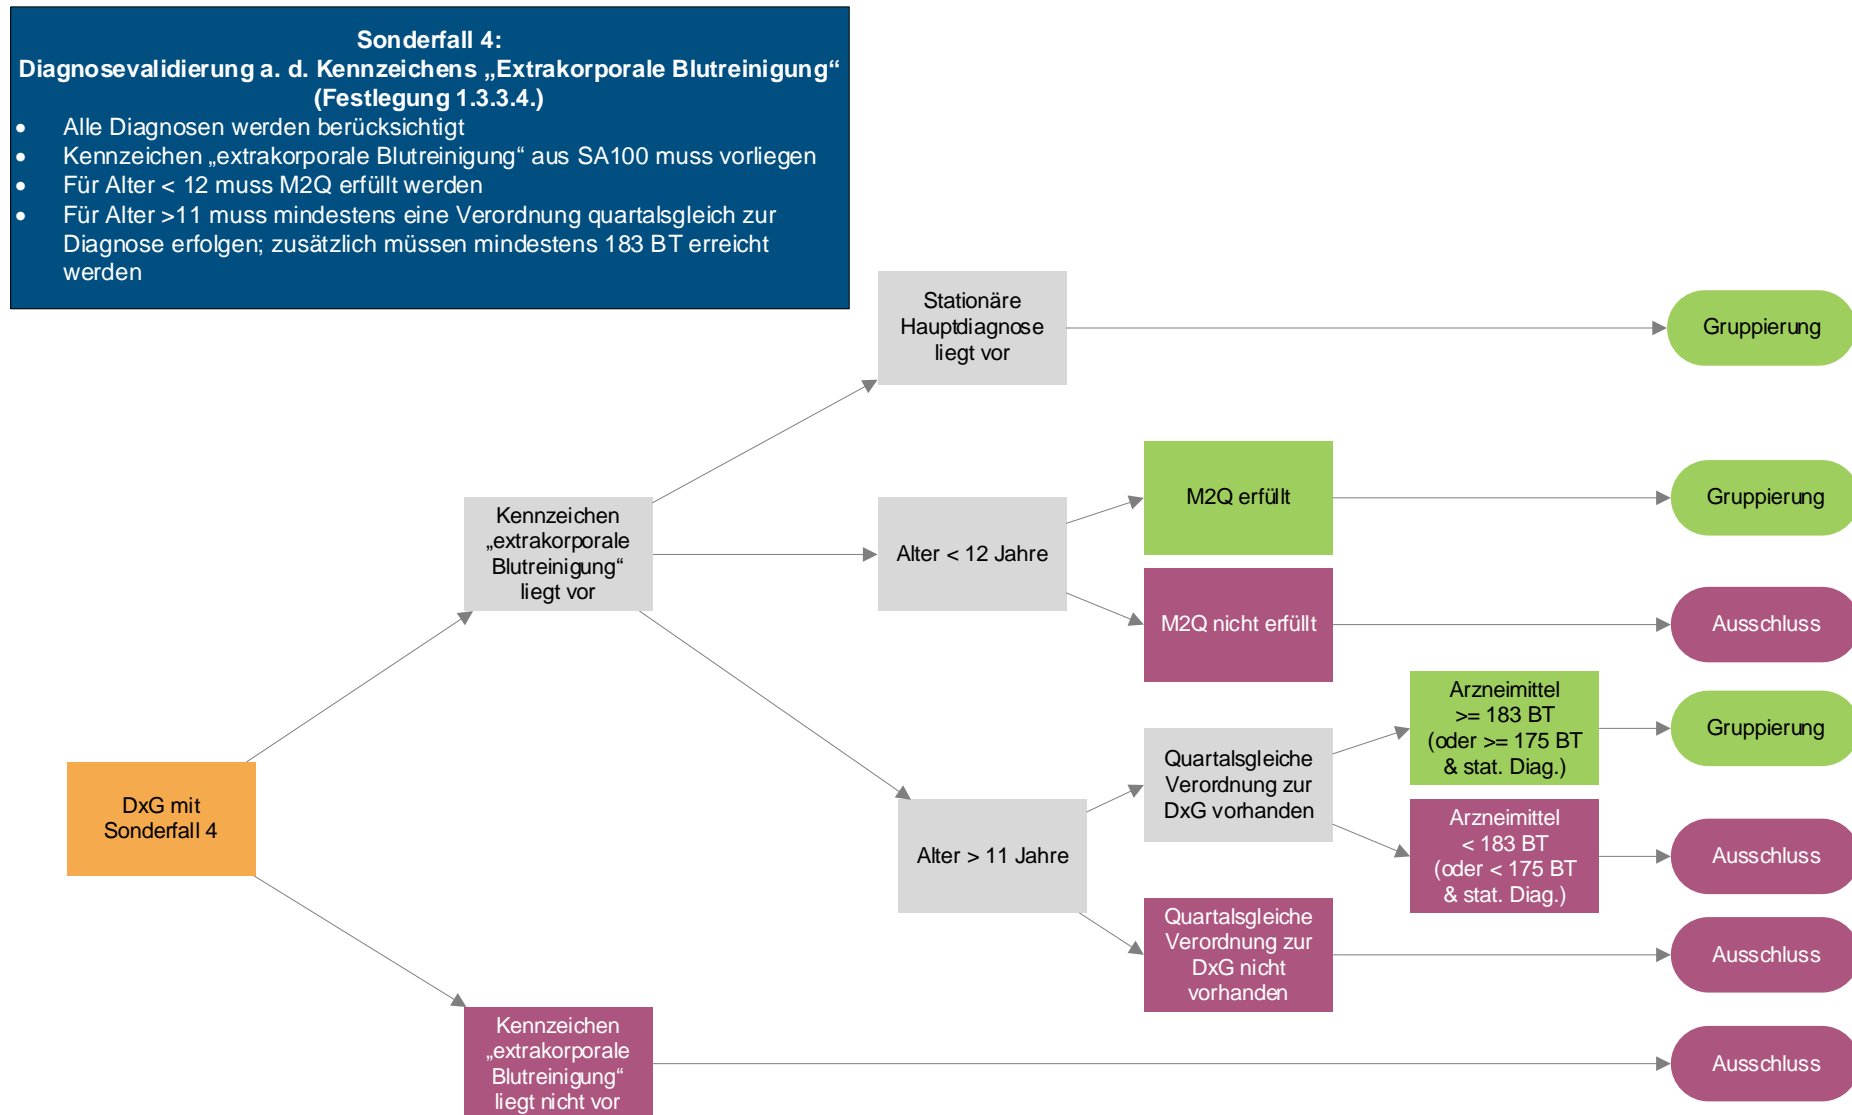 Sonderfall 4:
Diagnosevalidierung a. d. Kennzeichens „Extrakorporale Blutreinigung“
(Festlegung 1.3.3.4.)
• Alle Diagnosen werden berücksichtigt
• Kennzeichen „extrakorporale Blutreinigung“ aus SA100 muss vorliegen
• Für Alter < 12 muss M2Q erfüllt werden
• Für Alter >11 muss mindestens eine Verordnung quartalsgleich zur
Diagnose erfolgen; zusätzlich müssen mindestens 183 BT erreicht
werden
Stationäre
Hauptdiagnose
liegt vor
Gruppierung
M2Q erfüllt
Gruppierung
Kennzeichen
„extrakorporale
Blutreinigung“
liegt vor
Alter < 12 Jahre
M2Q nicht erfüllt
Ausschluss
Arzneimittel
>= 183 BT
(oder >= 175 BT
& stat. Diag.)
Gruppierung
Quartalsgleiche
Verordnung zur
DxG vorhanden
DxG mit
Sonderfall 4
Alter > 11 Jahre
Arzneimittel
< 183 BT
(oder < 175 BT
& stat. Diag.)
Ausschluss
Quartalsgleiche
Verordnung zur
DxG nicht
vorhanden
Ausschluss
Kennzeichen
„extrakorporale
Blutreinigung“
liegt nicht vor
Ausschluss